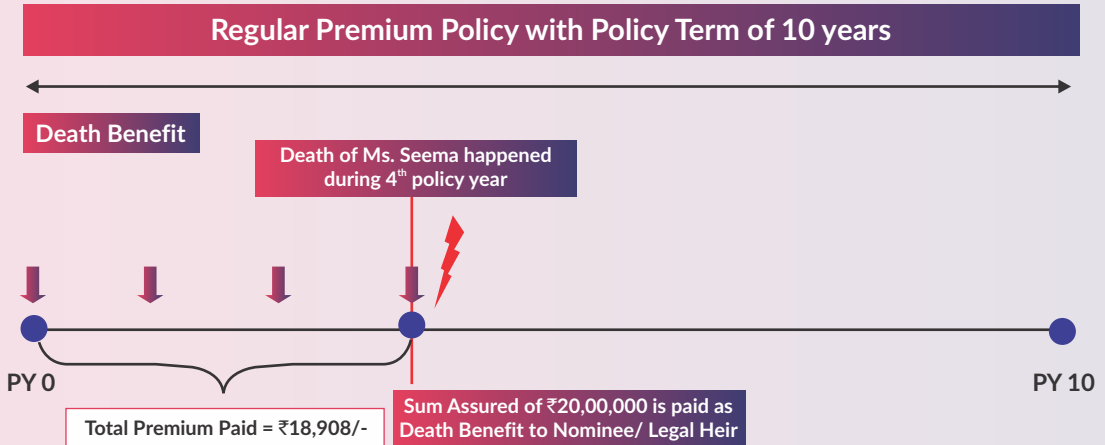 Regular Premium Policy with Policy Term of 10 years
Death Benefit
Death of Ms. Seema happened
during 4th policy year
PY 0
PY 10
Total Premium Paid = ₹18,908/-
Sum Assured of ₹20,00,000 is paid as
Death Benefit to Nominee/ Legal Heir